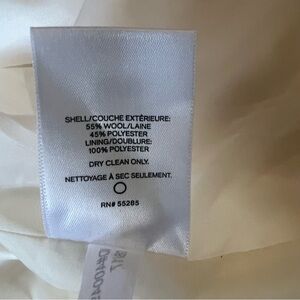 SHELL/COUCHE EXTÉRIEURE:
55% WOOL/LAINE
45% POLYESTER
LINING/DOUBLURE:
100% POLYESTER
DRY CLEAN ONLY.
NETTOYAGE À SEC SEULEMENT.
RN# 55285